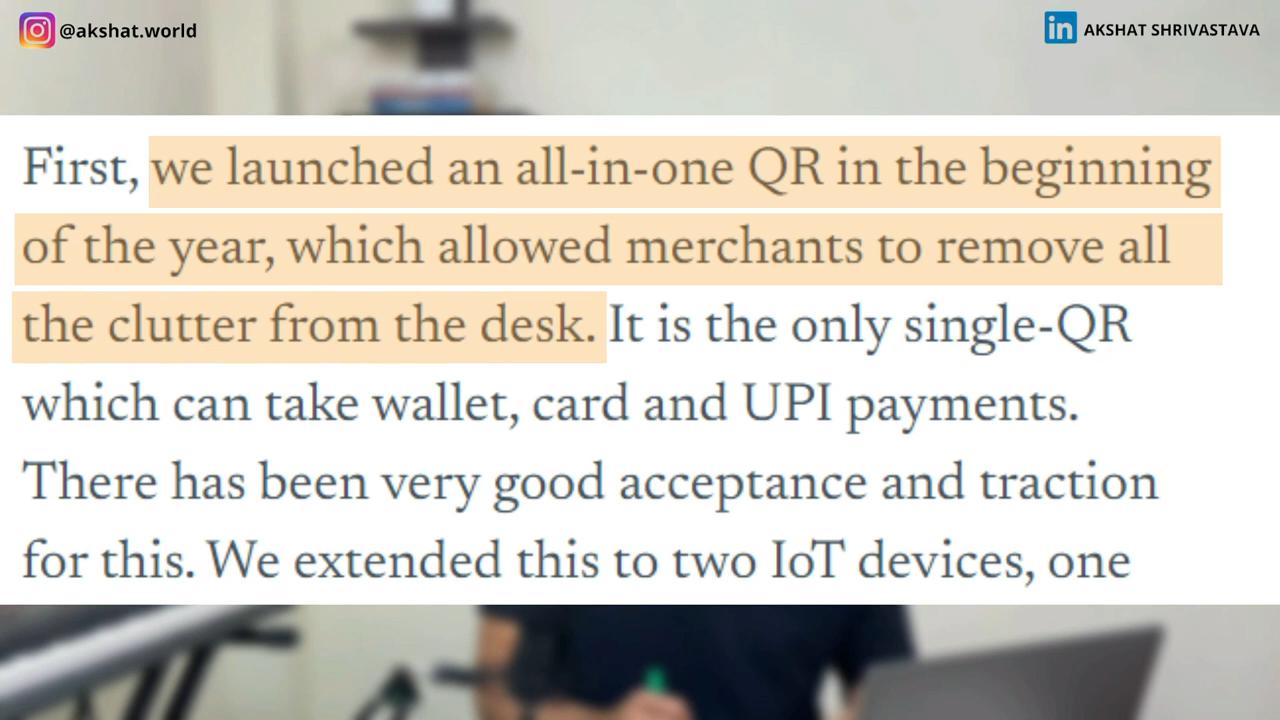 @akshat.world
AKSHAT SHRIVASTAVA
First, we launched an all-in-one QR in the beginning
of the year, which allowed merchants to remove all
the clutter from the desk. It is the only single-QR
which can take wallet, card and UPI payments.
There has been very good acceptance and traction
for this. We extended this to two IoT devices, one